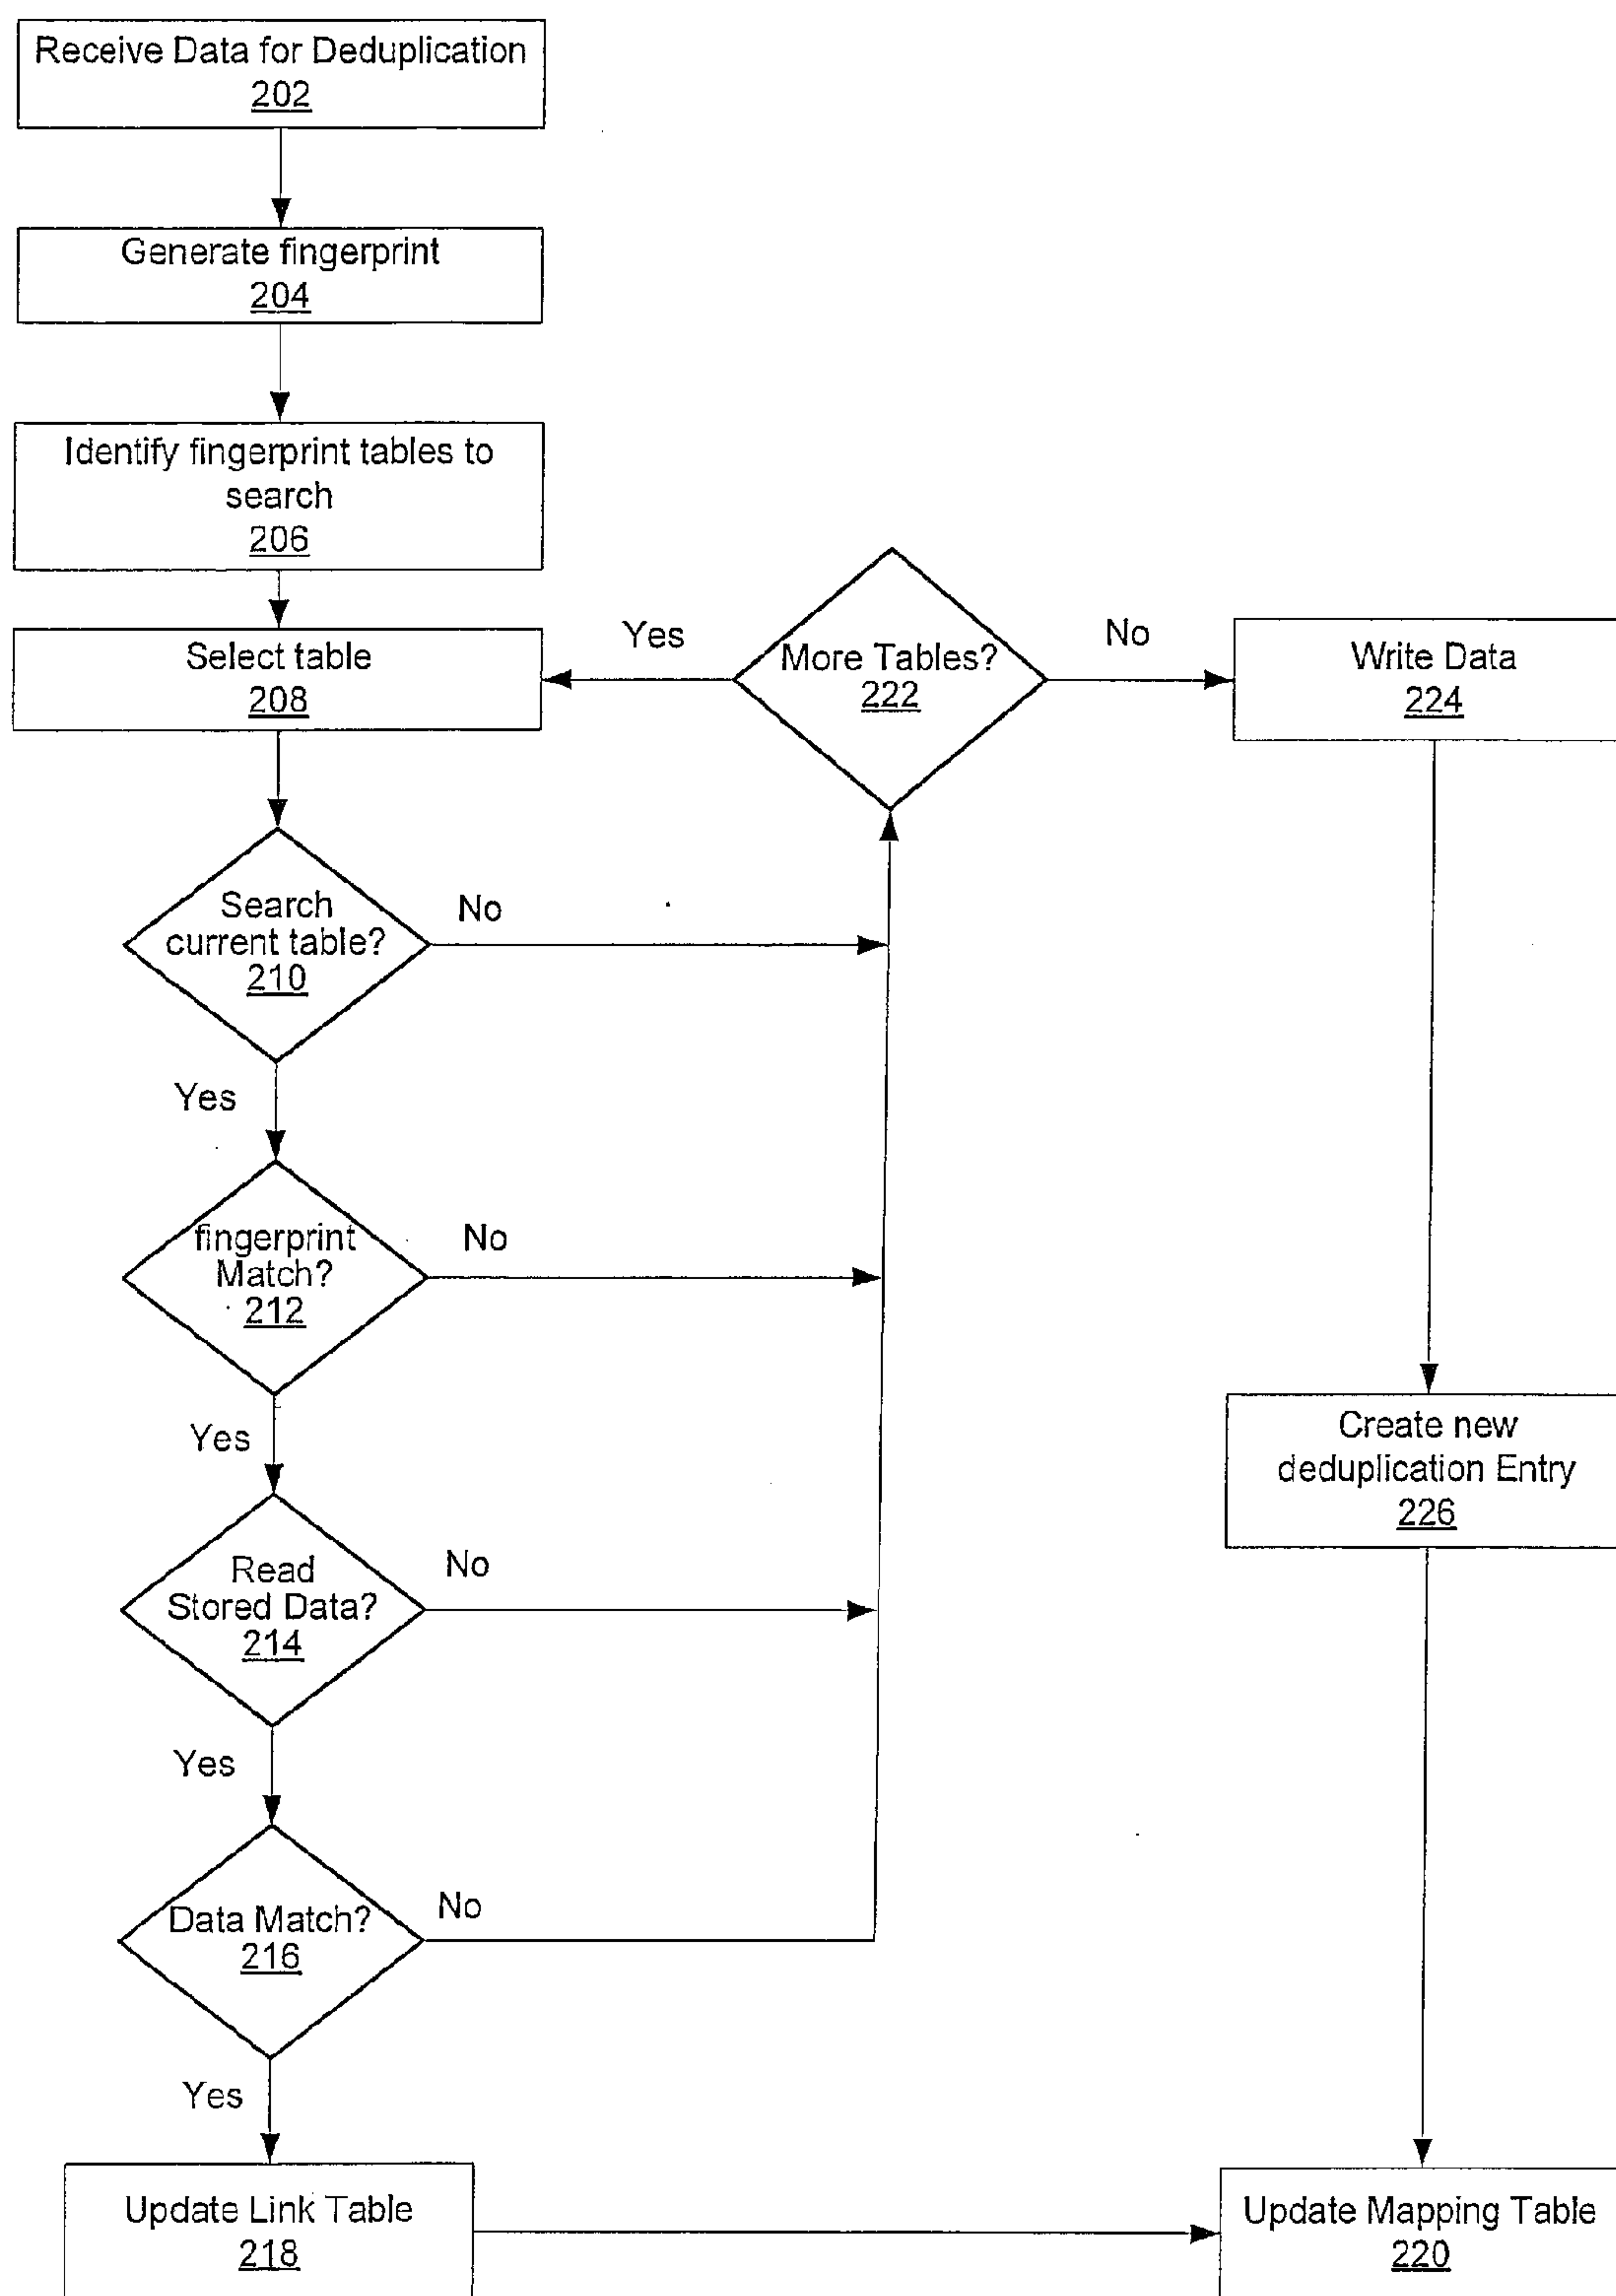 Receive Data for Deduplication
202
Generate fingerprint
204
Identify fingerprint tables to
search
206
Select table
208
Yes
More Tables?
222
No
Write Data
224
Search
current table?
210
No
Yes
fingerprint
Match?
212
No
Yes
Read
Stored Data?
214
No
Yes
Data Match?
216
No
Yes
Create new
deduplication Entry
226
Update Link Table
218
Update Mapping Table
220